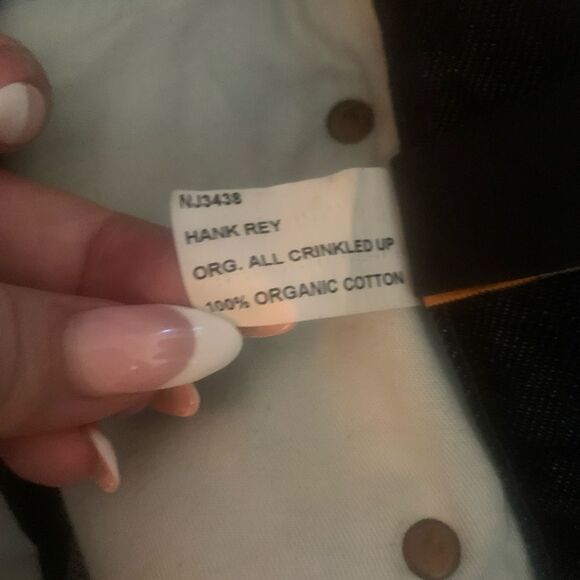 NJ3438
HANK REY
ORG. ALL CRINKLED UP
100% ORGANIC COTTON